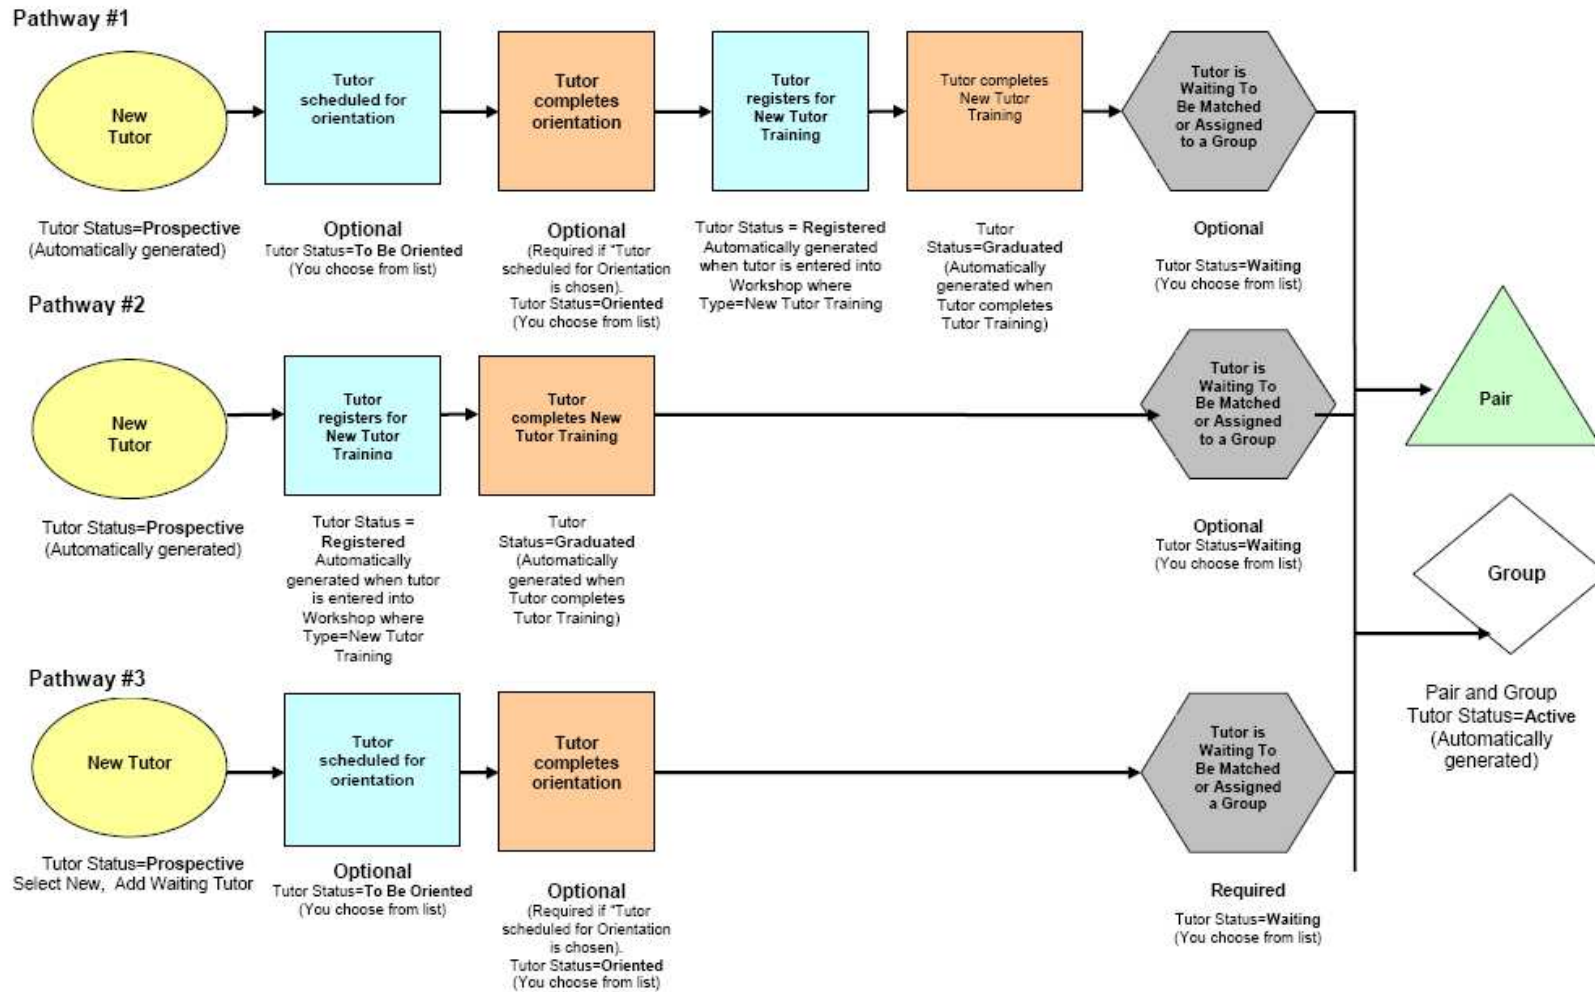 Pathway #1
New
Tutor
Tutor
scheduled for
orientation
Tutor
completes
orientation
Tutor
registers for
New Tutor
Training
Tutor completes
New Tutor
Training
Tutor is
Waiting To
Be Matched
or Assigned
to a Group
Tutor Status=Prospective
(Automatically generated)
Optional
Tutor Status=To Be Oriented
(You choose from list)
Optional
(Required if "Tutor
scheduled for Orientation
is chosen).
Tutor Status=Oriented
(You choose from list)
Tutor Status = Registered
Automatically generated
when tutor is entered into
Workshop where
Type=New Tutor Training
Tutor
Status=Graduated
(Automatically
generated when
Tutor completes
Tutor Training)
Optional
Tutor Status=Waiting
(You choose from list)
Pathway #2
New
Tutor
Tutor
registers for
New Tutor
Training
Tutor
completes New
Tutor Training
Tutor is
Waiting To
Be Matched
or Assigned
to a Group
Pair
Tutor Status=Prospective
(Automatically generated)
Tutor Status =
Registered
Automatically
generated when tutor
is entered into
Workshop where
Type=New Tutor
Training
Tutor
Status=Graduated
(Automatically
generated when
Tutor completes
Tutor Training)
Optional
Tutor Status=Waiting
(You choose from list)
Group
Pair and Group
Tutor Status=Active
(Automatically
generated)
Pathway #3
New Tutor
Tutor
scheduled for
orientation
Tutor
completes
orientation
Tutor is
Waiting To
Be Matched
or Assigned
a Group
Tutor Status=Prospective
Select New, Add Waiting Tutor
Optional
Tutor Status=To Be Oriented
(You choose from list)
Optional
(Required if "Tutor
scheduled for Orientation
is chosen).
Tutor Status=Oriented
(You choose from list)
Required
Tutor Status=Waiting
(You choose from list)